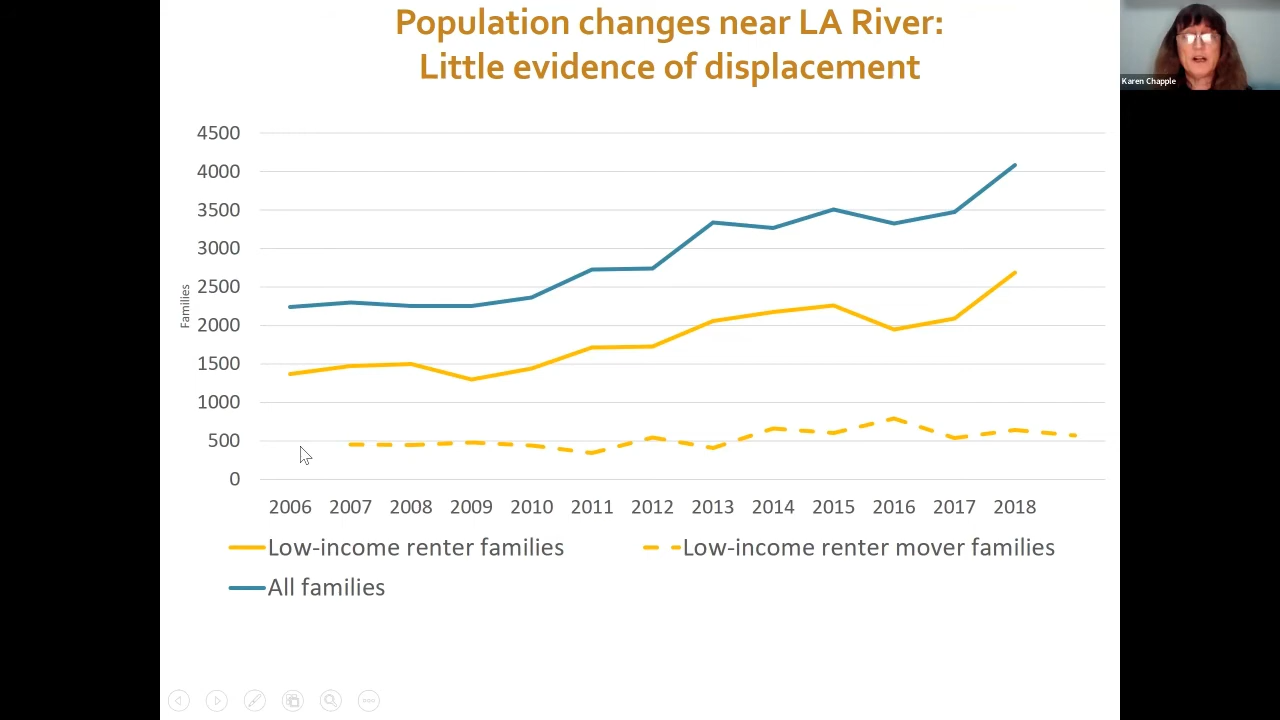 Population changes near LA River:
Little evidence of displacement
Karen Chapple
4500
4000
3500
3000
2500
2000
1500
1000
500
0
Families
2006 2007 2008 2009 2010 2011 2012 2013 2014 2015 2016 2017 2018
Low-income renter families
Low-income renter mover families
All families